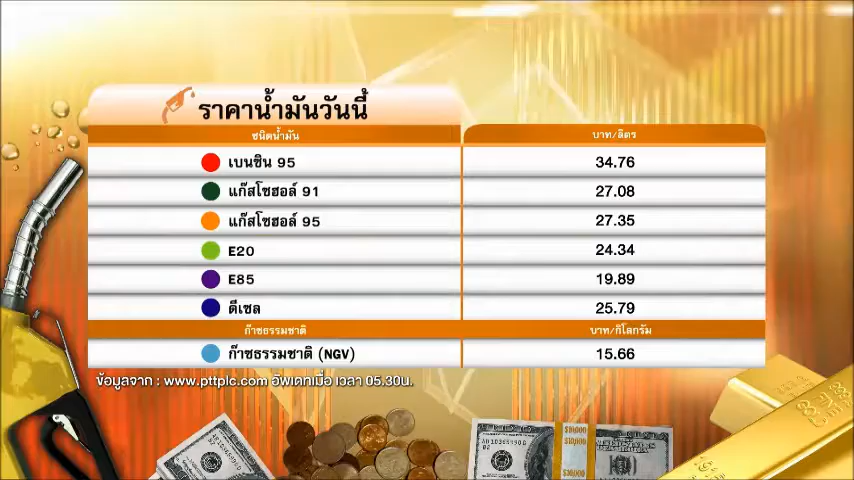 ราคาน้ำมันวันนี้
ชนิดน้ำมัน บาท/ลิตร
เบนซิน 95 34.76
แก๊สโซฮอล์ 91 27.08
แก๊สโซฮอล์ 95 27.35
E20 24.34
E85 19.89
ดีเซล 25.79
ก๊าซธรรมชาติ บาท/กิโลกรัม
ก๊าซธรรมชาติ (NGV) 15.66
ข้อมูลจาก : www.pttplc.com อัพเดทเมื่อ เวลา 05.30น.
$10,000
$10,000
$10,000